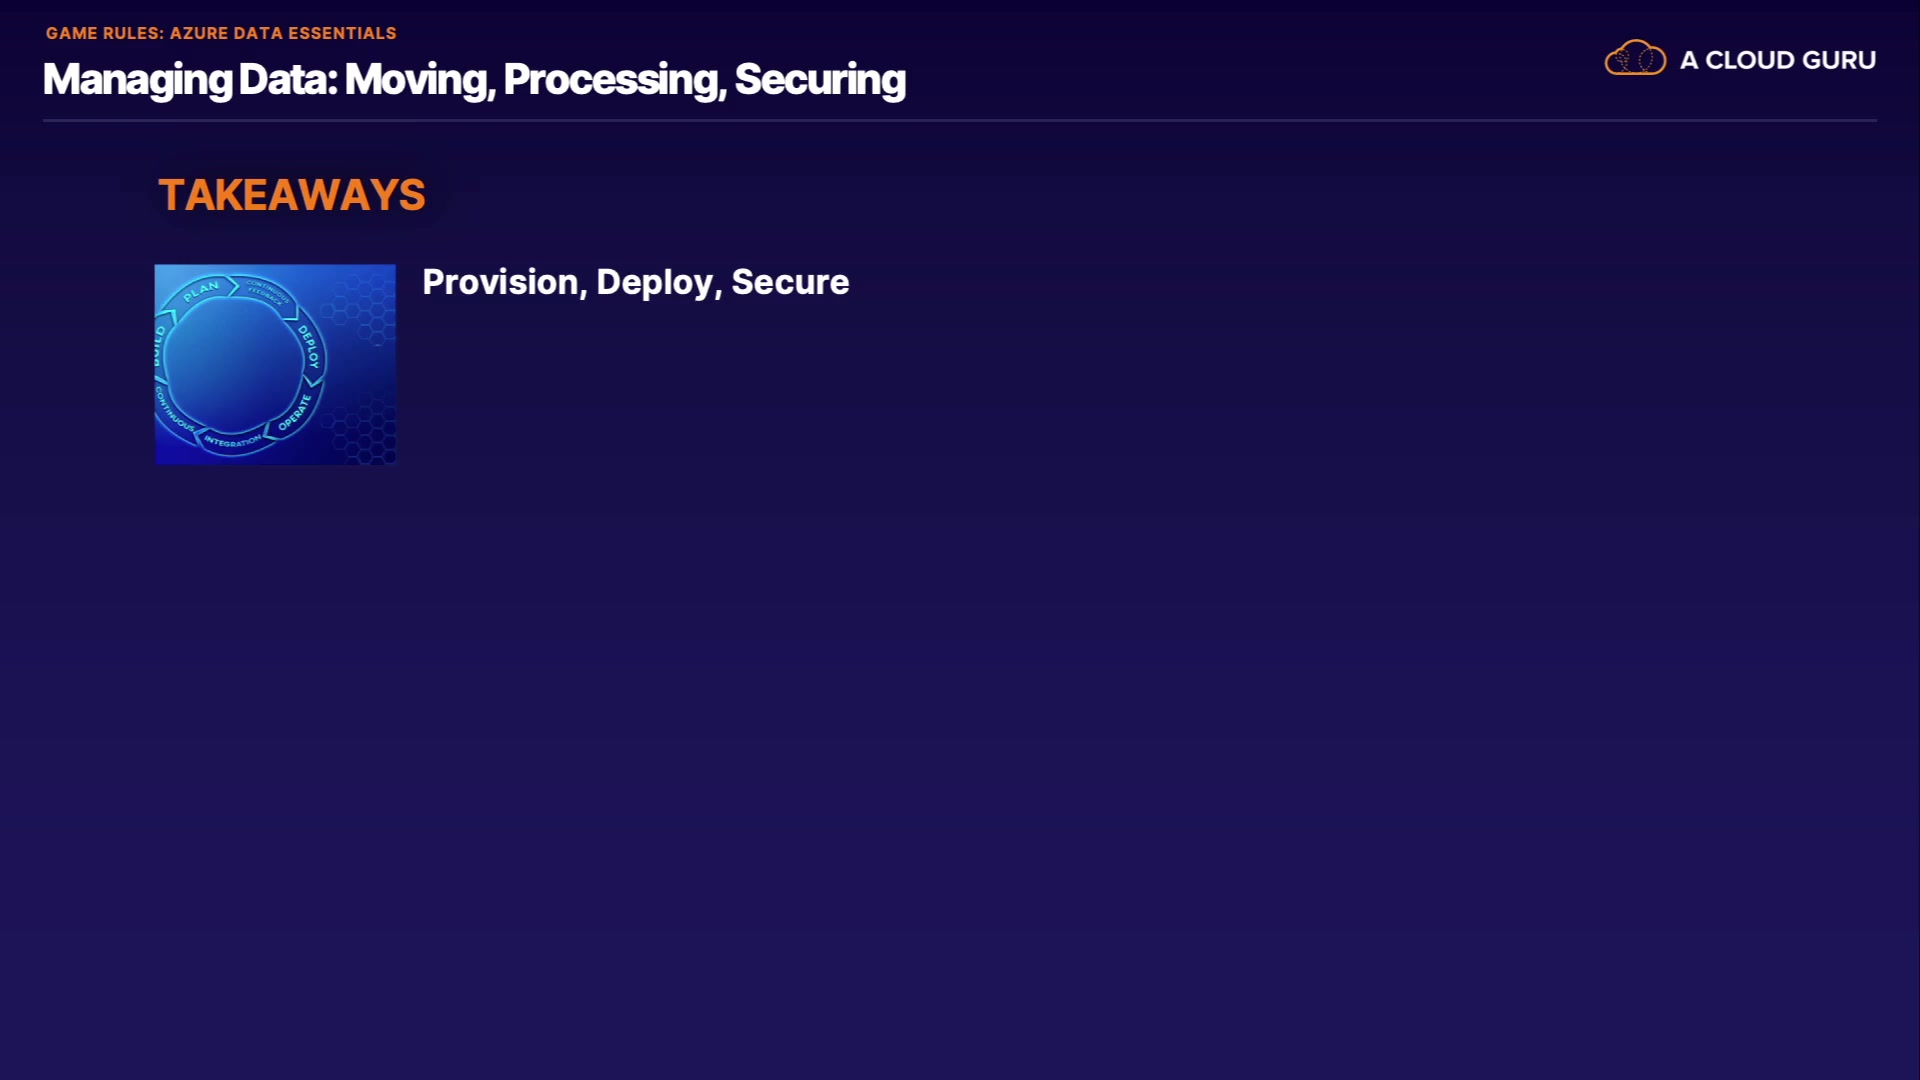 GAME RULES: AZURE DATA ESSENTIALS
Managing Data: Moving, Processing, Securing
A CLOUD GURU
TAKEAWAYS
Provision, Deploy, Secure
PLAN
CONTINUOUS
FEEDBACK
DEPLOY
OPERATE
INTEGRATION
CONTINUOUS
BUILD